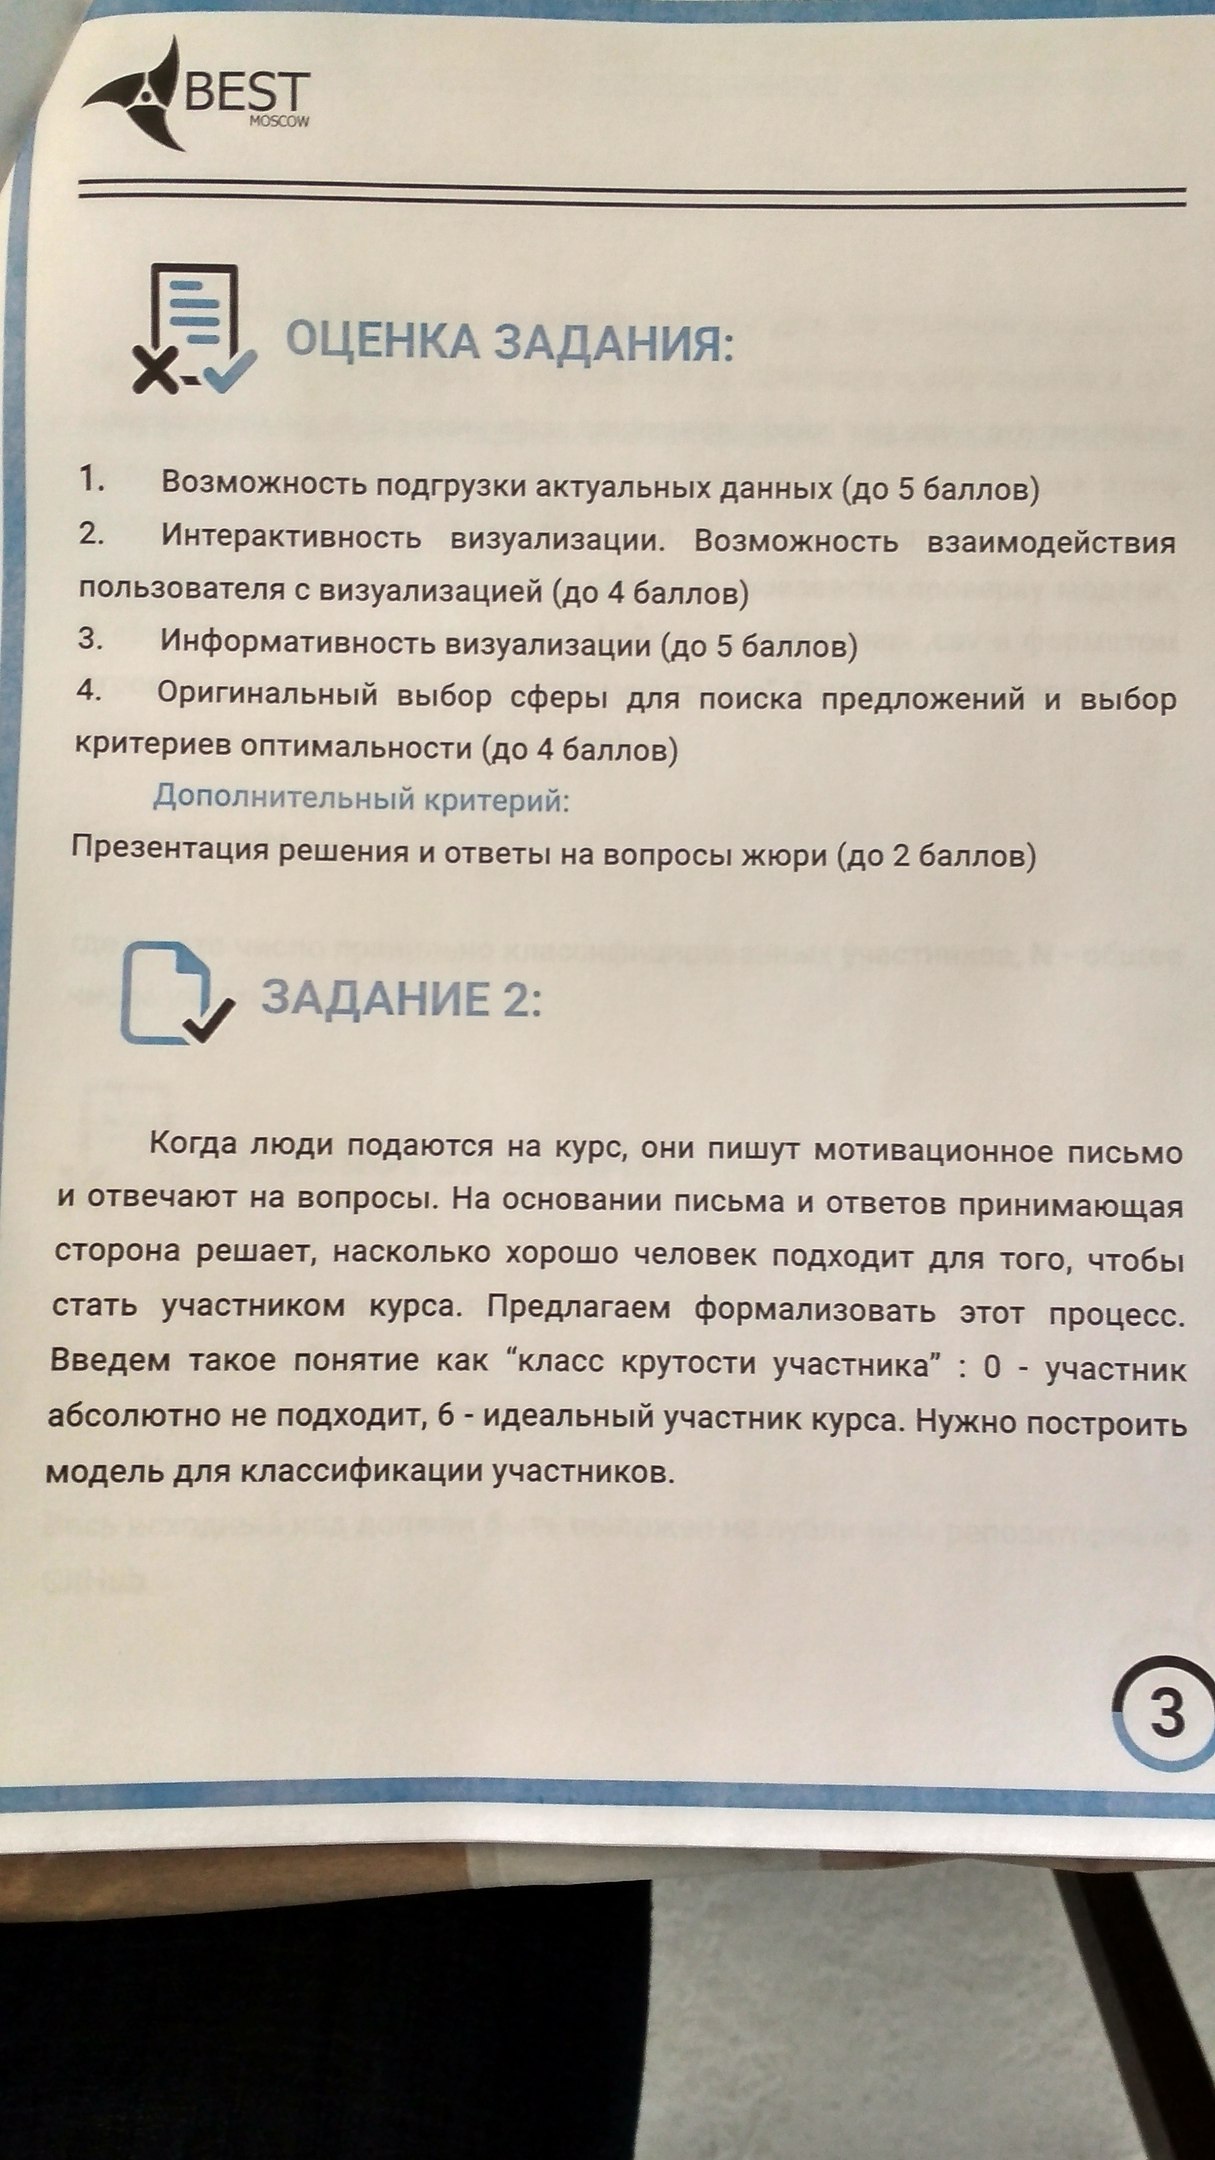 BEST
MOSCOW
ОЦЕНКА ЗАДАНИЯ:
1. Возможность подгрузки актуальных данных (до 5 баллов)
2. Интерактивность визуализации. Возможность взаимодействия
пользователя с визуализацией (до 4 баллов)
3. Информативность визуализации (до 5 баллов)
4. Оригинальный выбор сферы для поиска предложений и выбор
критериев оптимальности (до 4 баллов)
Дополнительный критерий:
Презентация решения и ответы на вопросы жюри (до 2 баллов)
ЗАДАНИЕ 2:
Когда люди подаются на курс, они пишут мотивационное письмо
и отвечают на вопросы. На основании письма и ответов принимающая
сторона решает, насколько хорошо человек подходит для того, чтобы
стать участником курса. Предлагаем формализовать этот процесс.
Введем такое понятие как “класс крутости участника” : 0 - участник
абсолютно не подходит, 6 - идеальный участник курса. Нужно построить
модель для классификации участников.
3